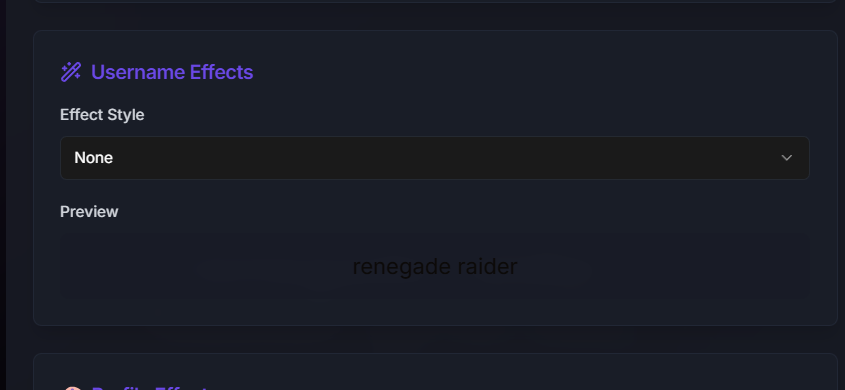 Username Effects
Effect Style
None
Preview
renegade raider